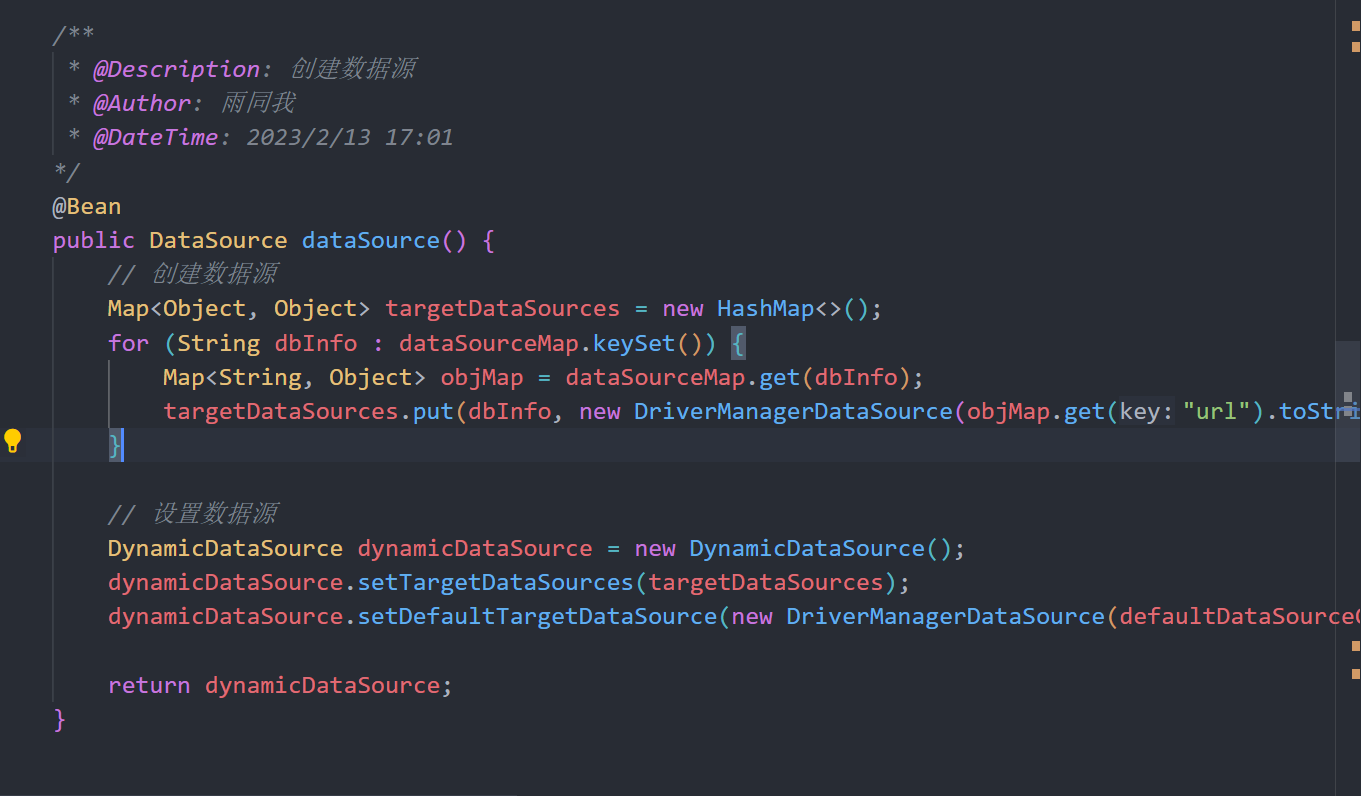 /**
* @Description: 创建数据源
* @Author: 雨同我
* @DateTime: 2023/2/13 17:01
*/
@Bean
public DataSource dataSource() {
// 创建数据源
Map<Object, Object> targetDataSources = new HashMap<>();
for (String dbInfo : dataSourceMap.keySet()) {
Map<String, Object> objMap = dataSourceMap.get(dbInfo);
targetDataSources.put(dbInfo, new DriverManagerDataSource(objMap.get(key: "url").toStri
}
// 设置数据源
DynamicDataSource dynamicDataSource = new DynamicDataSource();
dynamicDataSource.setTargetDataSources(targetDataSources);
dynamicDataSource.setDefaultTargetDataSource(new DriverManagerDataSource(defaultDataSource
return dynamicDataSource;
}